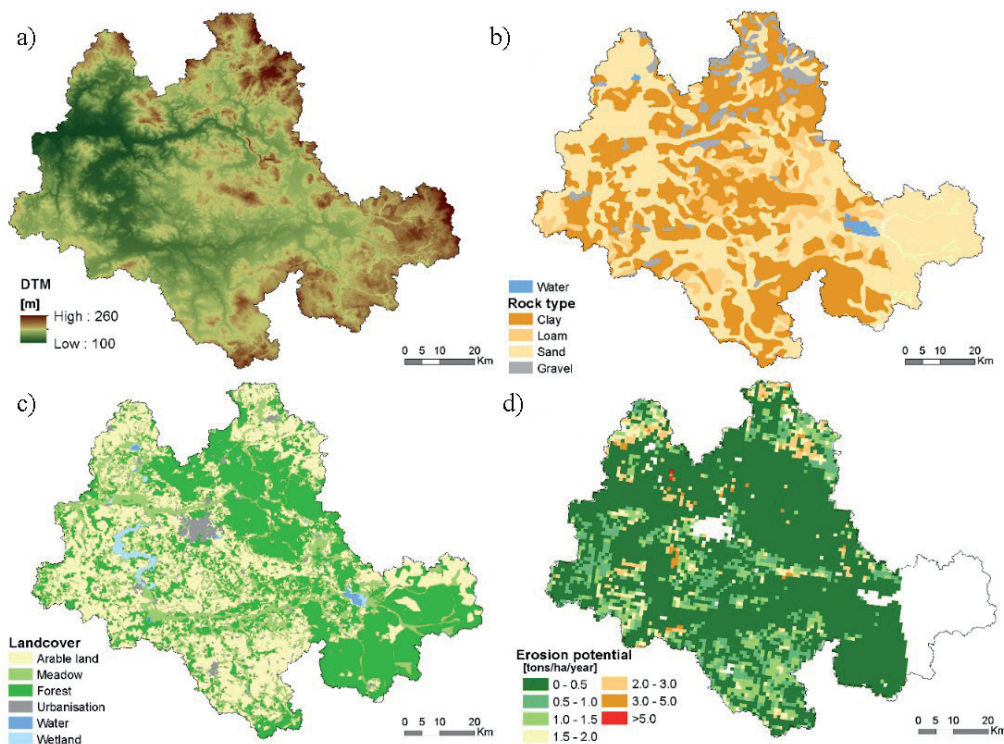 a)
DTM
[m]
High : 260
Low : 100
0 5 10 20
Km
b)
Water
Rock type
Clay
Loam
Sand
Gravel
0 5 10 20
Km
c)
Landcover
Arable land
Meadow
Forest
Urbanisation
Water
Wetland
0 5 10 20
Km
d)
Erosion potential
[tons/ha/year]
0 - 0.5
0.5 - 1.0
1.0 - 1.5
1.5 - 2.0
2.0 - 3.0
3.0 - 5.0
>5.0
0 5 10 20
Km